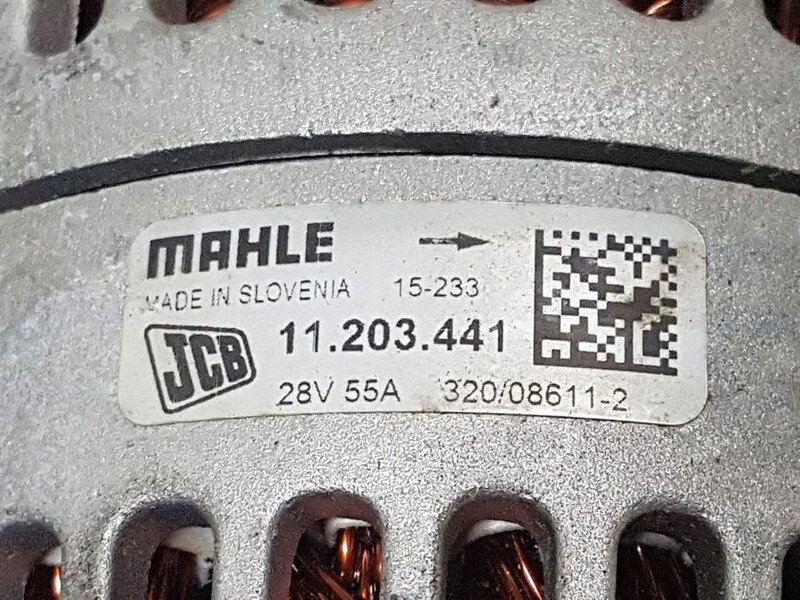 MAHLE
MADE IN SLOVENIA 15-233
JCB 11.203.441
28V 55A 320/08611-2